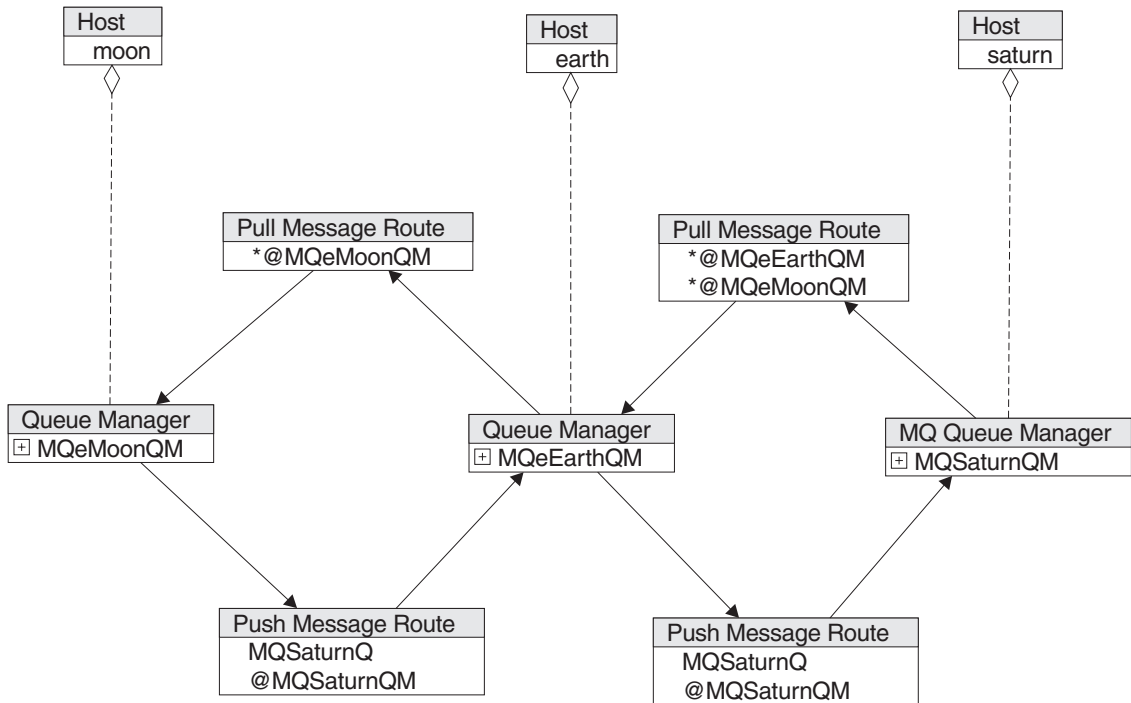 Host
moon
Host
earth
Host
saturn
Pull Message Route
*@MQeMoonQM
Pull Message Route
*@MQeEarthQM
*@MQeMoonQM
Queue Manager
MQeMoonQM
Queue Manager
MQeEarthQM
MQ Queue Manager
MQSaturnQM
Push Message Route
MQSaturnQ
@MQSaturnQM
Push Message Route
MQSaturnQ
@MQSaturnQM